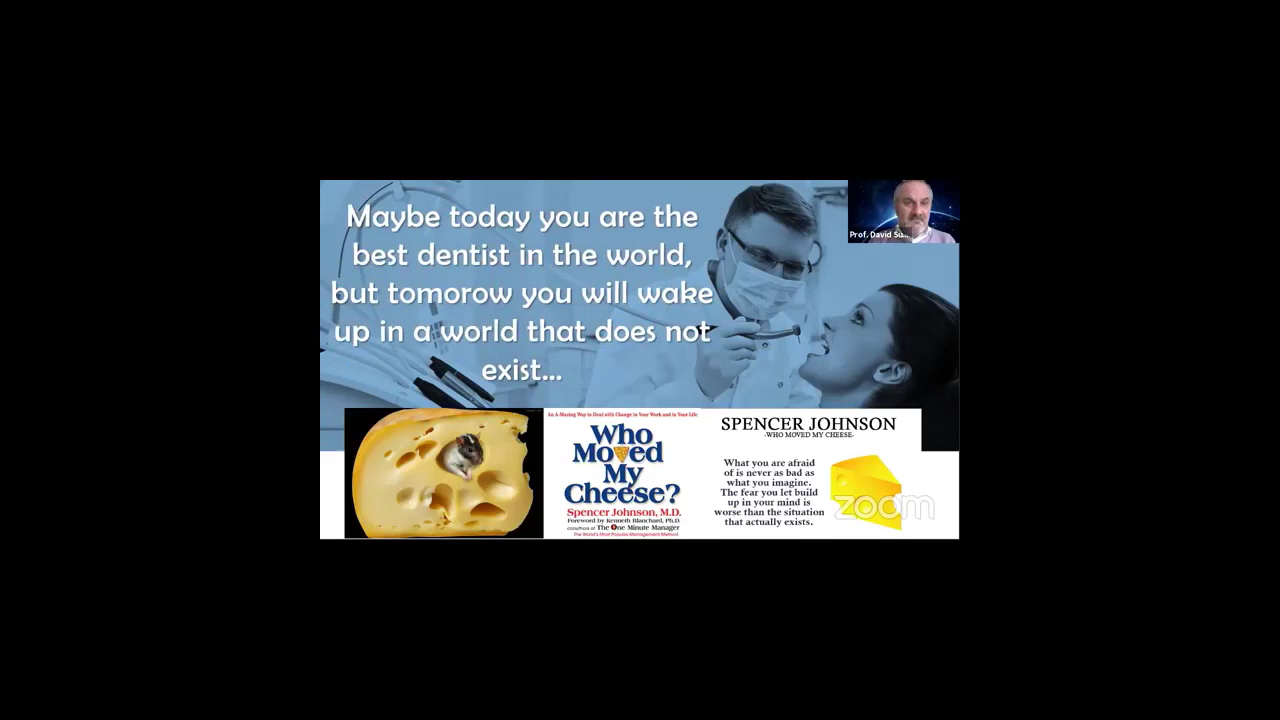 Maybe today you are the
best dentist in the world,
but tomorow you will wake
up in a world that does not
exist...
Prof. David Su...
An A-Mazing Way to Deal with Change in Your Work and in Your Life
Who
Moved
My
Cheese?
Spencer Johnson, M.D.
Foreword by Kenneth Blanchard, Ph.D.
coauthors of The One Minute Manager
The World's Most Popular Management Method
SPENCER JOHNSON
-WHO MOVED MY CHEESE-
What you are afraid
of is never as bad as
what you imagine.
The fear you let build
up in your mind is
worse than the situation
that actually exists.
zoom